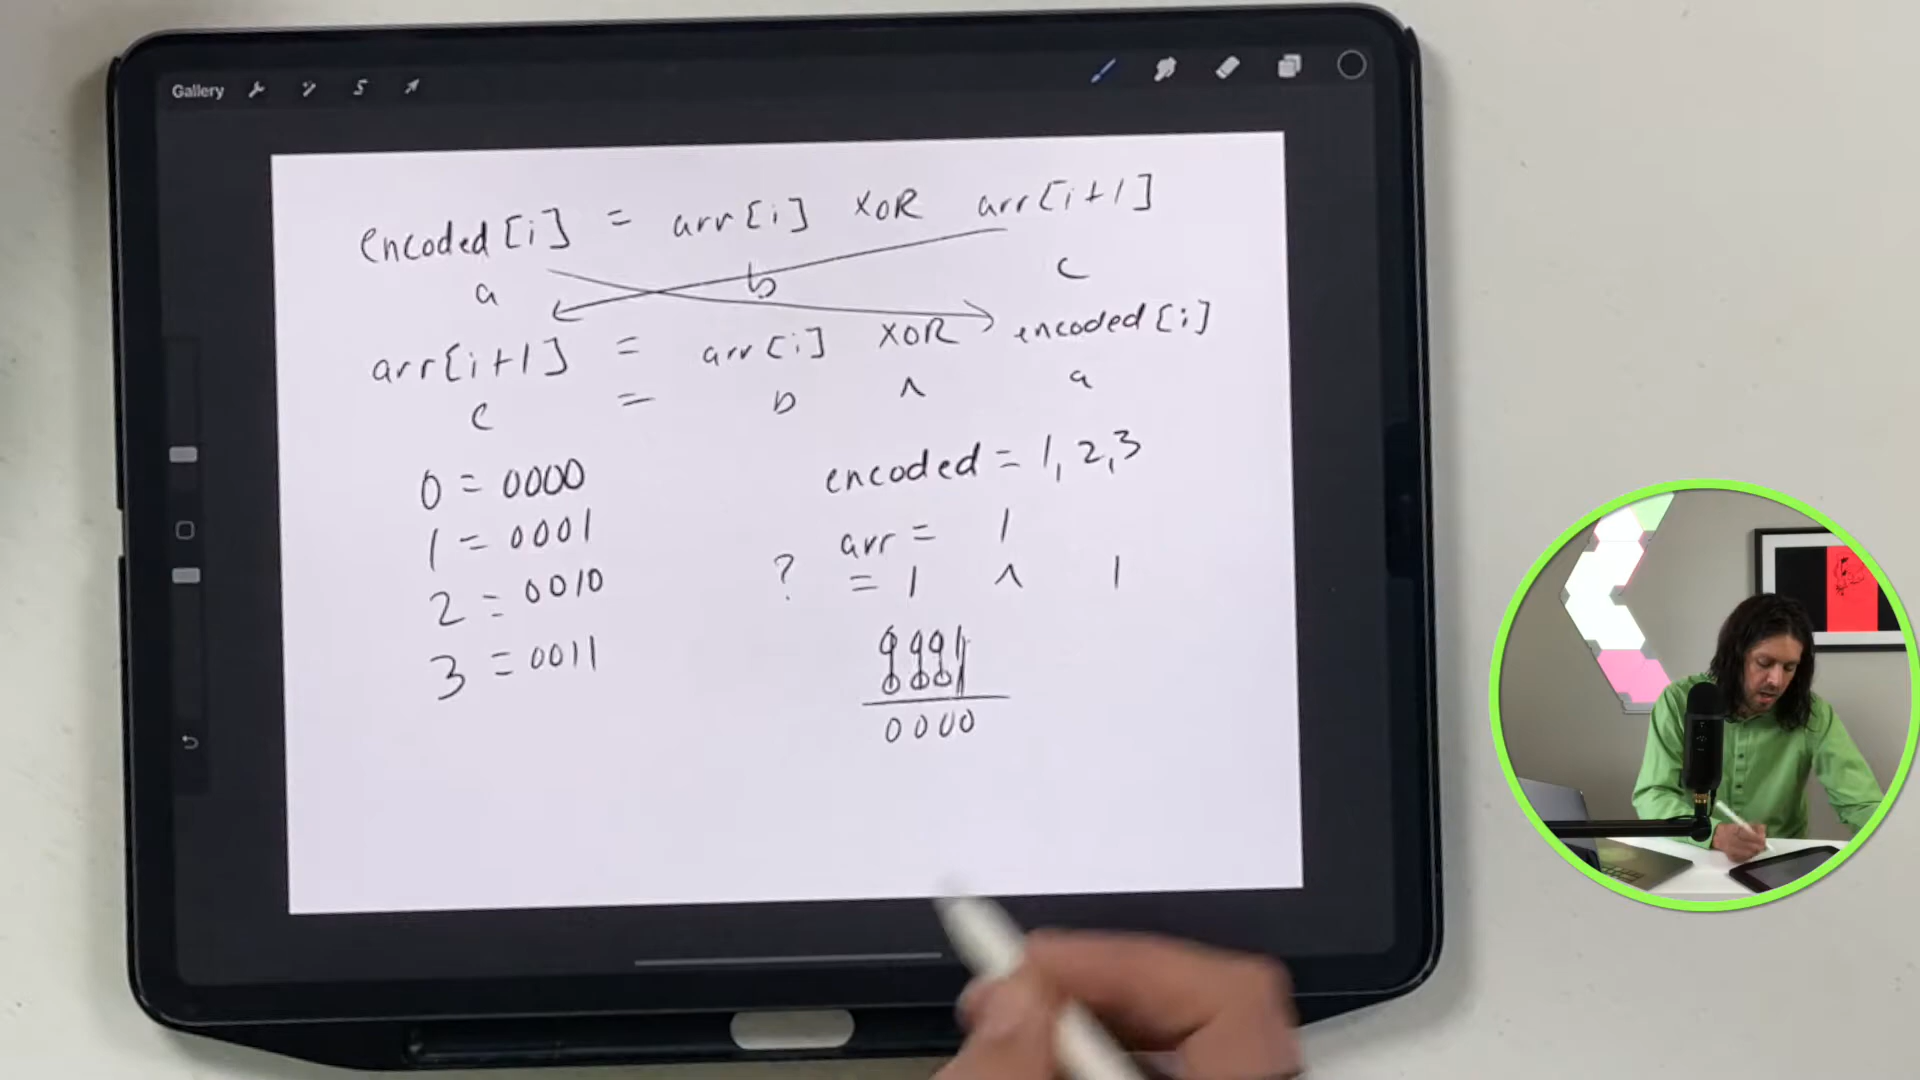 Gallery
encoded[i] = arr[i] XOR arr[i+1]
a b c
arr[i+1] = arr[i] XOR encoded[i]
c = b ^ a
0 = 0000
1 = 0001
2 = 0010
3 = 0011
encoded = 1, 2, 3
arr = 1
? = 1 ^ 1
0001
0001
0000